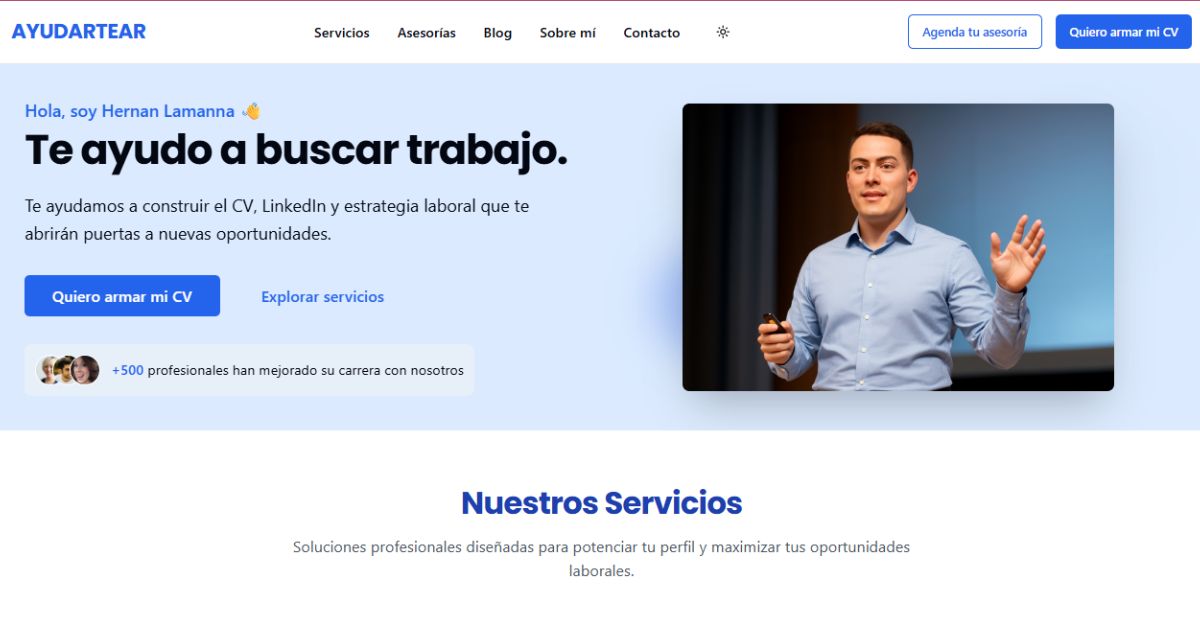 AYUDARTEAR
Servicios
Asesorías
Blog
Sobre mí
Contacto
Agenda tu asesoría
Quiero armar mi CV
Hola, soy Hernan Lamanna 👋
Te ayudo a buscar trabajo.
Te ayudamos a construir el CV, LinkedIn y estrategia laboral que te
abrirán puertas a nuevas oportunidades.
Quiero armar mi CV
Explorar servicios
+500 profesionales han mejorado su carrera con nosotros
Nuestros Servicios
Soluciones profesionales diseñadas para potenciar tu perfil y maximizar tus oportunidades
laborales.